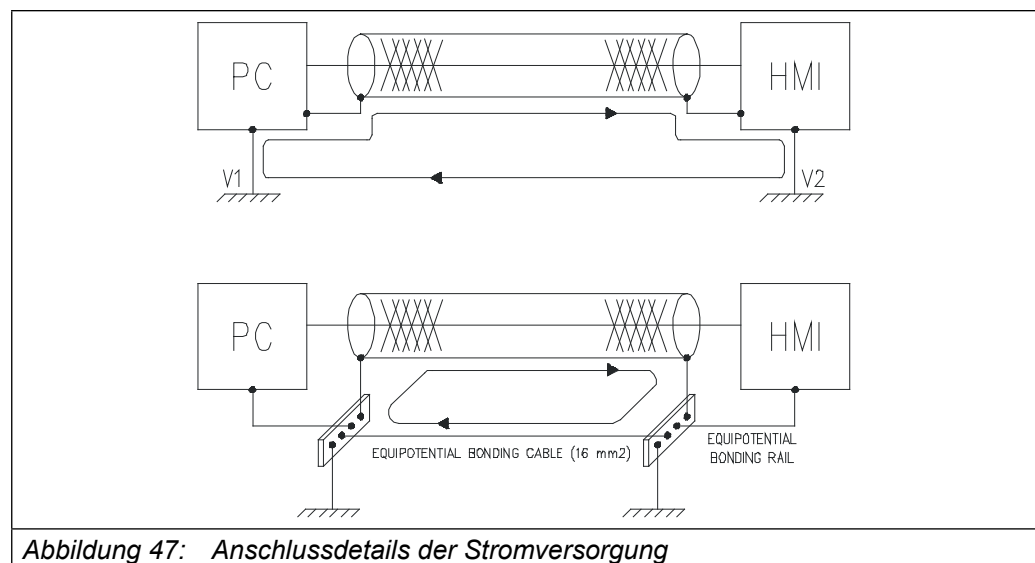 PC
HMI
V1
V2
PC
HMI
EQUIPOTENTIAL BONDING CABLE (16 mm2)
EQUIPOTENTIAL
BONDING RAIL
Abbildung 47: Anschlussdetails der Stromversorgung